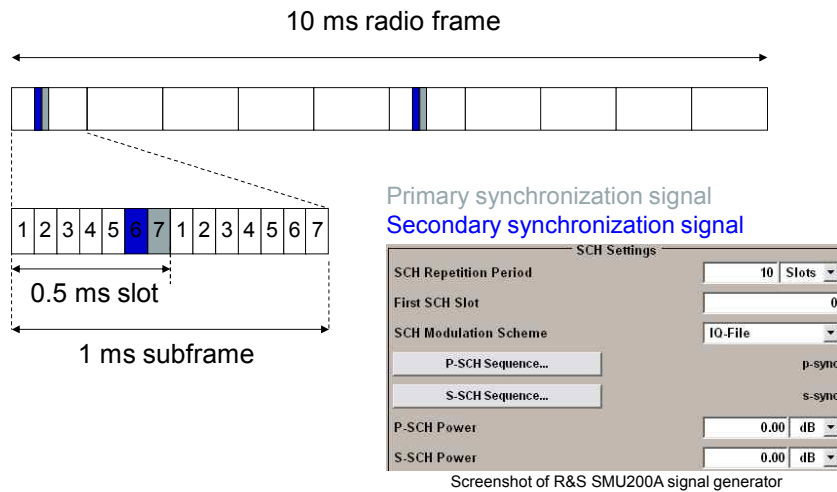 10 ms radio frame
1 2 3 4 5 6 7 1 2 3 4 5 6 7
0.5 ms slot
1 ms subframe
Primary synchronization signal
Secondary synchronization signal
SCH Settings
SCH Repetition Period 10 Slots
First SCH Slot 0
SCH Modulation Scheme IQ-File
P-SCH Sequence... p-sync
S-SCH Sequence... s-sync
P-SCH Power 0.00 dB
S-SCH Power 0.00 dB
Screenshot of R&S SMU200A signal generator